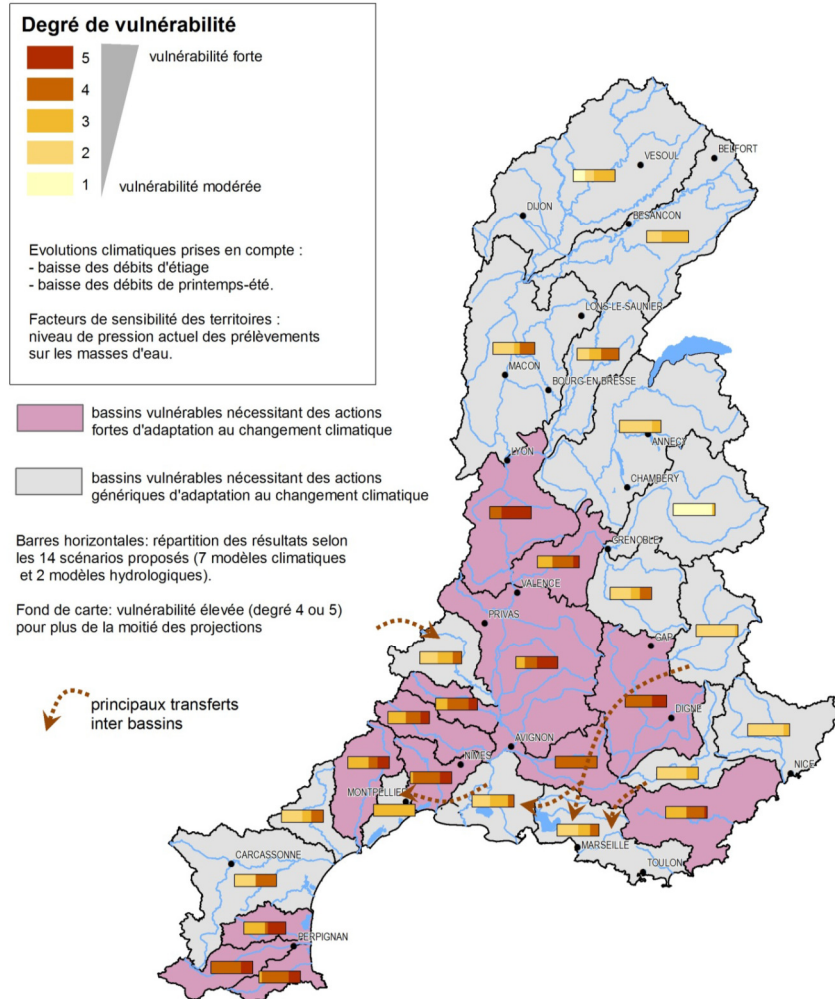 Degré de vulnérabilité
5
vulnérabilité forte
4
3
2
1
vulnérabilité modérée
Evolutions climatiques prises en compte :
- baisse des débits d'étiage
- baisse des débits de printemps-été.
Facteurs de sensibilité des territoires :
niveau de pression actuel des prélèvements
sur les masses d'eau.
bassins vulnérables nécessitant des actions
fortes d'adaptation au changement climatique
bassins vulnérables nécessitant des actions
génériques d'adaptation au changement climatique
Barres horizontales: répartition des résultats selon
les 14 scénarios proposés (7 modèles climatiques
et 2 modèles hydrologiques).
Fond de carte: vulnérabilité élevée (degré 4 ou 5)
pour plus de la moitié des projections
principaux transferts
inter bassins
BELFORT
VESOUL
DIJON
BESANCON
LONS-LE-SAUNIER
MACON
BOURG-EN-BRESSE
ANNECY
LYON
CHAMBÉRY
GRENOBLE
VALENCE
PRIVAS
GAP
DIGNE
AVIGNON
NÎMES
NICE
MONTPELLIER
MARSEILLE
TOULON
CARCASSONNE
PERPIGNAN